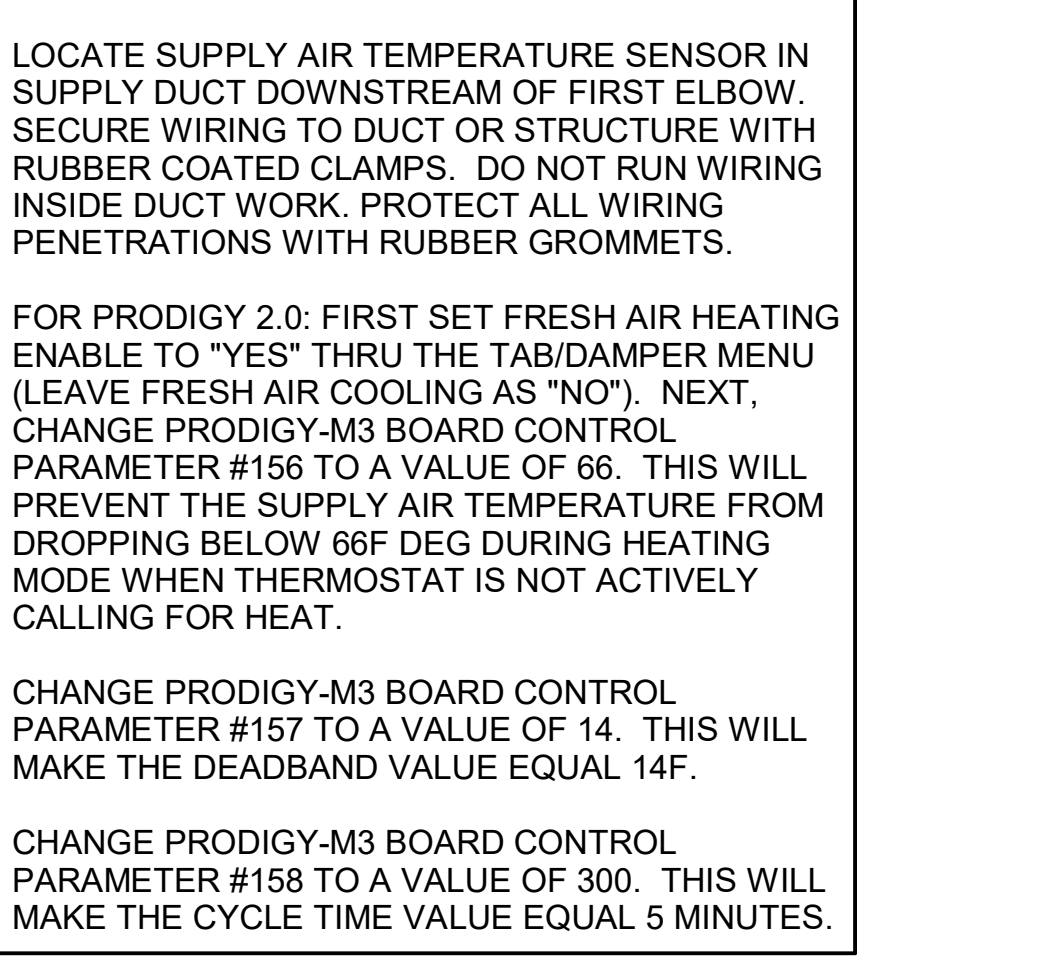 LOCATE SUPPLY AIR TEMPERATURE SENSOR IN
SUPPLY DUCT DOWNSTREAM OF FIRST ELBOW.
SECURE WIRING TO DUCT OR STRUCTURE WITH
RUBBER COATED CLAMPS.  DO NOT RUN WIRING
INSIDE DUCT WORK. PROTECT ALL WIRING
PENETRATIONS WITH RUBBER GROMMETS.

FOR PRODIGY 2.0: FIRST SET FRESH AIR HEATING
ENABLE TO "YES" THRU THE TAB/DAMPER MENU
(LEAVE FRESH AIR COOLING AS "NO").  NEXT,
CHANGE PRODIGY-M3 BOARD CONTROL
PARAMETER #156 TO A VALUE OF 66.  THIS WILL
PREVENT THE SUPPLY AIR TEMPERATURE FROM
DROPPING BELOW 66F DEG DURING HEATING
MODE WHEN THERMOSTAT IS NOT ACTIVELY
CALLING FOR HEAT.

CHANGE PRODIGY-M3 BOARD CONTROL
PARAMETER #157 TO A VALUE OF 14.  THIS WILL
MAKE THE DEADBAND VALUE EQUAL 14F.

CHANGE PRODIGY-M3 BOARD CONTROL
PARAMETER #158 TO A VALUE OF 300.  THIS WILL
MAKE THE CYCLE TIME VALUE EQUAL 5 MINUTES.